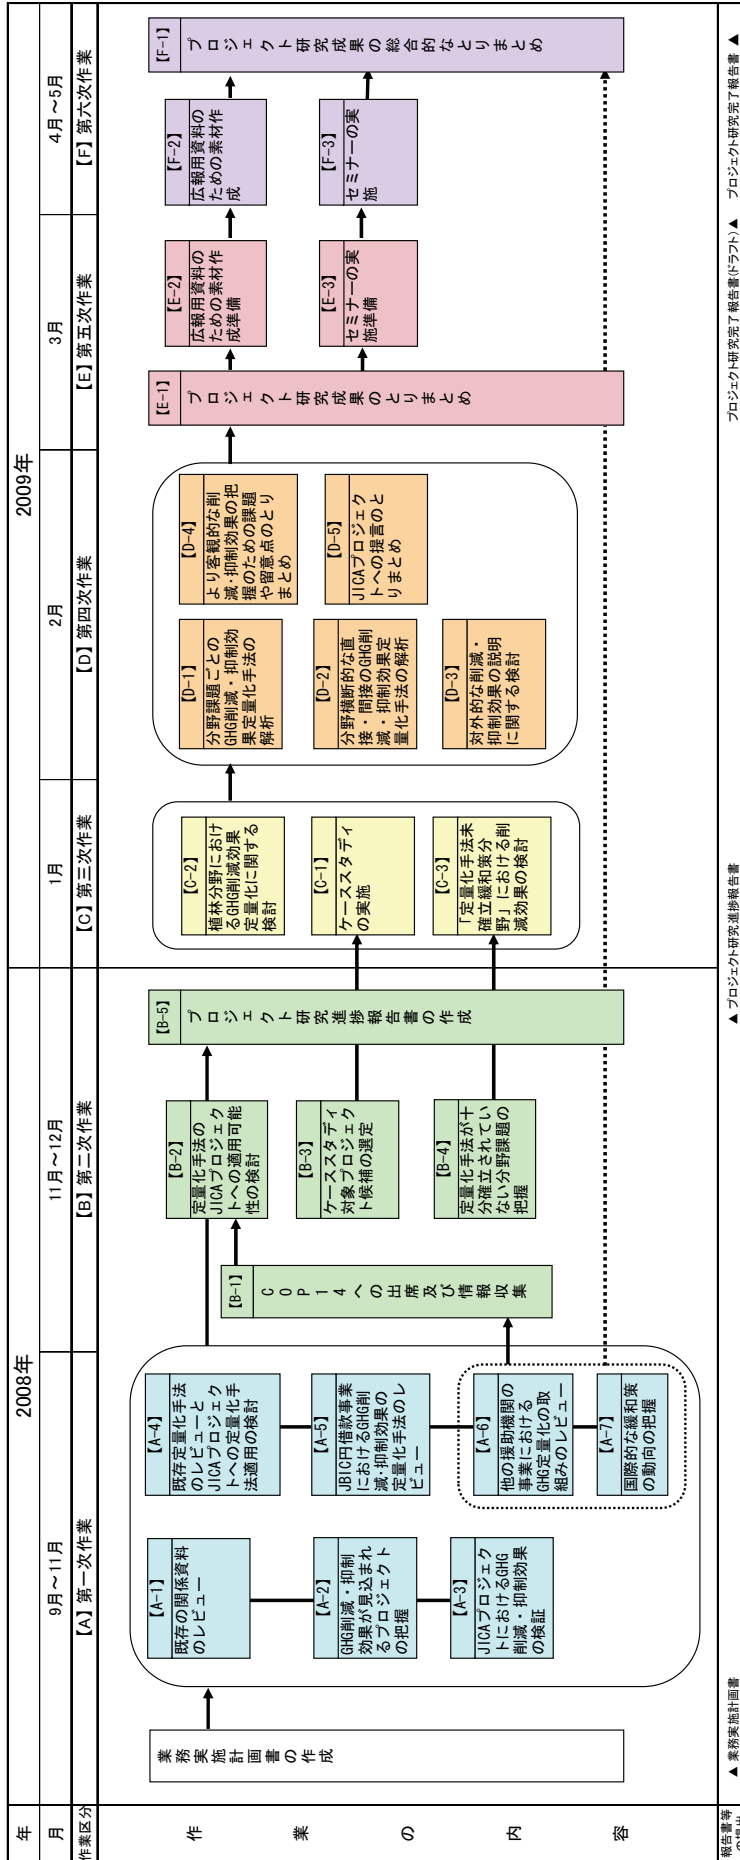 年
2008年
2009年
月
9月～11月
11月～12月
1月
2月
3月
4月～5月
作業区分
【A】第一次作業
【B】第二次作業
【C】第三次作業
【D】第四次作業
【E】第五次作業
【F】第六次作業
作業の内容
業務実施計画書の作成
【A-1】
既存の関係資料
のレビュー
【A-2】
GHG削減・抑制
効果が見込まれ
るプロジェクト
の把握
【A-3】
JICAプロジェク
トにおけるGHG
削減・抑制効果
の検証
【A-4】
既存定量化手法
のレビューと
JICAプロジェク
トへの定量化手
法適用の検討
【A-5】
JBIC円借款事業
におけるGHG削
減・抑制効果の
定量化手法のレ
ビュー
【A-6】
他の援助機関の
事業における
GHG定量化の取
組みのレビュー
【A-7】
国際的な緩和策
の動向の把握
【B-1】
COP14への出席及び情報収集
【B-2】
定量化手法の
JICAプロジェク
トへの適用可能
性の検討
【B-3】
ケーススタディ
対象プロジェク
ト候補の選定
【B-4】
定量化手法が十
分確立されてい
ない分野課題の
把握
【B-5】
プロジェクト研究進捗報告書の作成
【C-2】
植林分野におけ
るGHG削減効果
定量化に関する
検討
【C-1】
ケーススタディ
の実施
【C-3】
「定量化手法未
確立緩和策分
野」における削
減効果の検討
【D-1】
分野課題ごとの
GHG削減・抑制効
果定量化手法の
解析
【D-2】
分野横断的な直
接・間接のGHG削
減・抑制効果定
量化手法の解析
【D-3】
対外的な削減・
抑制効果の説明
に関する検討
【D-4】
より客観的な削
減・抑制効果の把
握のための課題
や留意点のとり
まとめ
【D-5】
JICAプロジェク
トへの提言のと
りまとめ
【E-1】
プロジェクト研究成果のとりまとめ
【E-2】
広報用資料の
ための素材作
成準備
【E-3】
セミナーの実
施準備
【F-2】
広報用資料の
ための素材作
成
【F-3】
セミナーの実
施
【F-1】
プロジェクト研究成果の総合的なとりまとめ
報告書等
の提出
▲ 業務実施計画書
▲ プロジェクト研究進捗報告書
プロジェクト研究完了報告書(ドラフト)▲
プロジェクト研究完了報告書 ▲